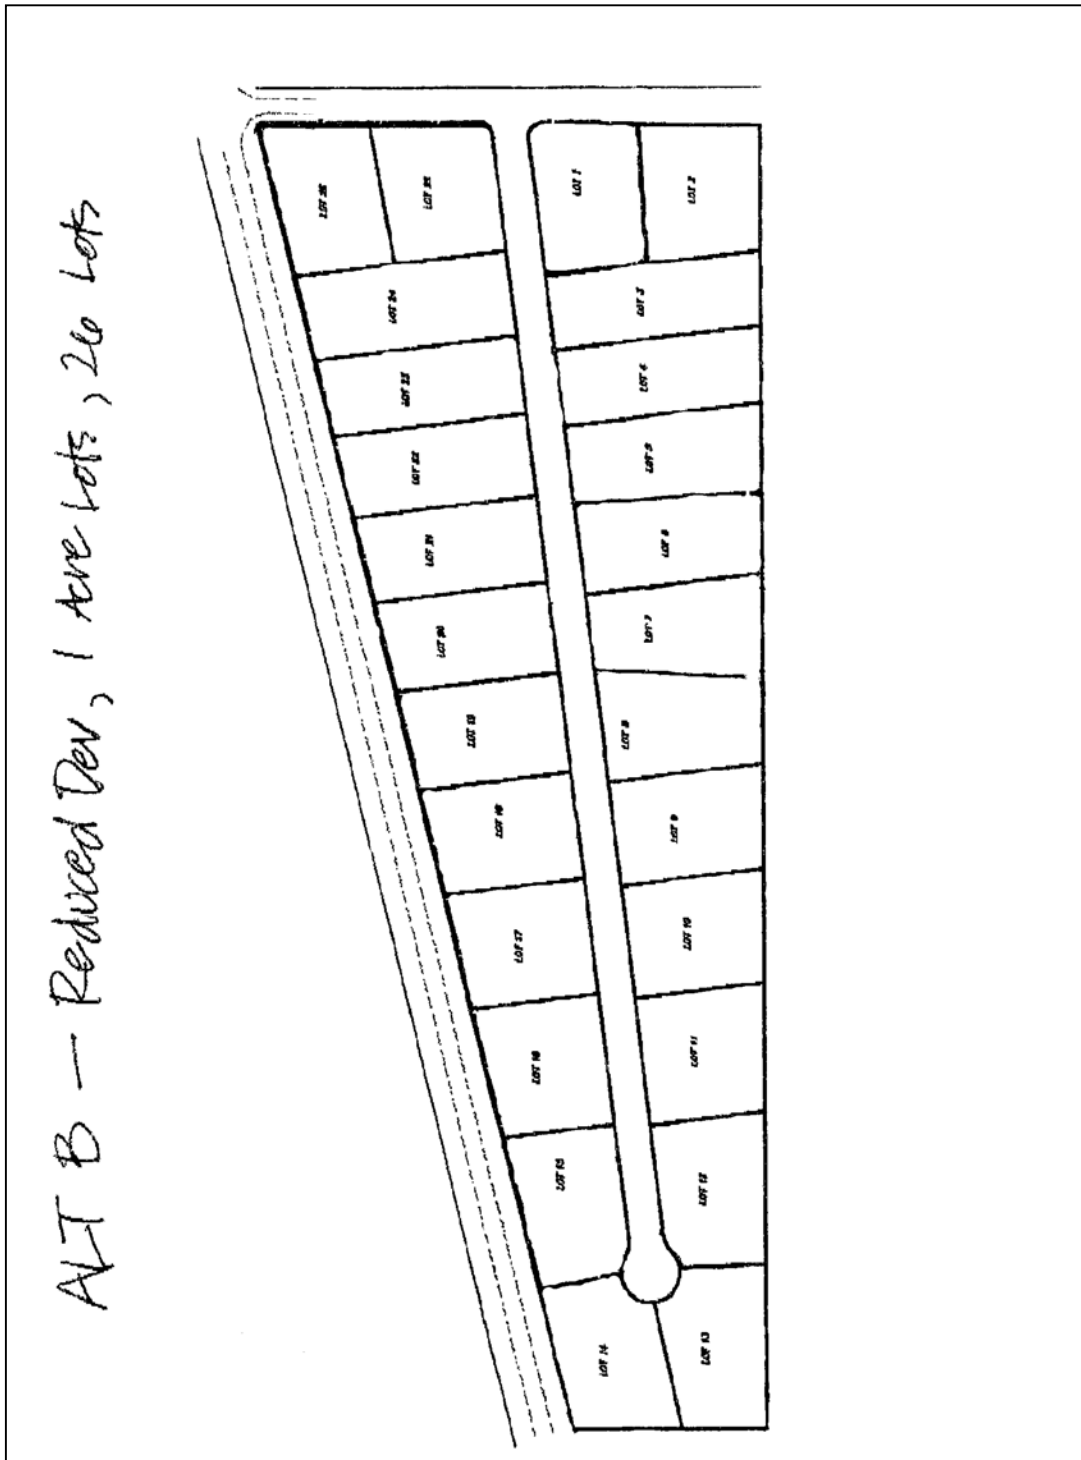 ALT B — Reduced Dev, 1 Acre Lots, 26 Lots
LOT 1
LOT 2
LOT 3
LOT 4
LOT 5
LOT 6
LOT 7
LOT 8
LOT 9
LOT 10
LOT 11
LOT 12
LOT 13
LOT 14
LOT 15
LOT 16
LOT 17
LOT 18
LOT 19
LOT 20
LOT 21
LOT 22
LOT 23
LOT 24
LOT 25
LOT 26